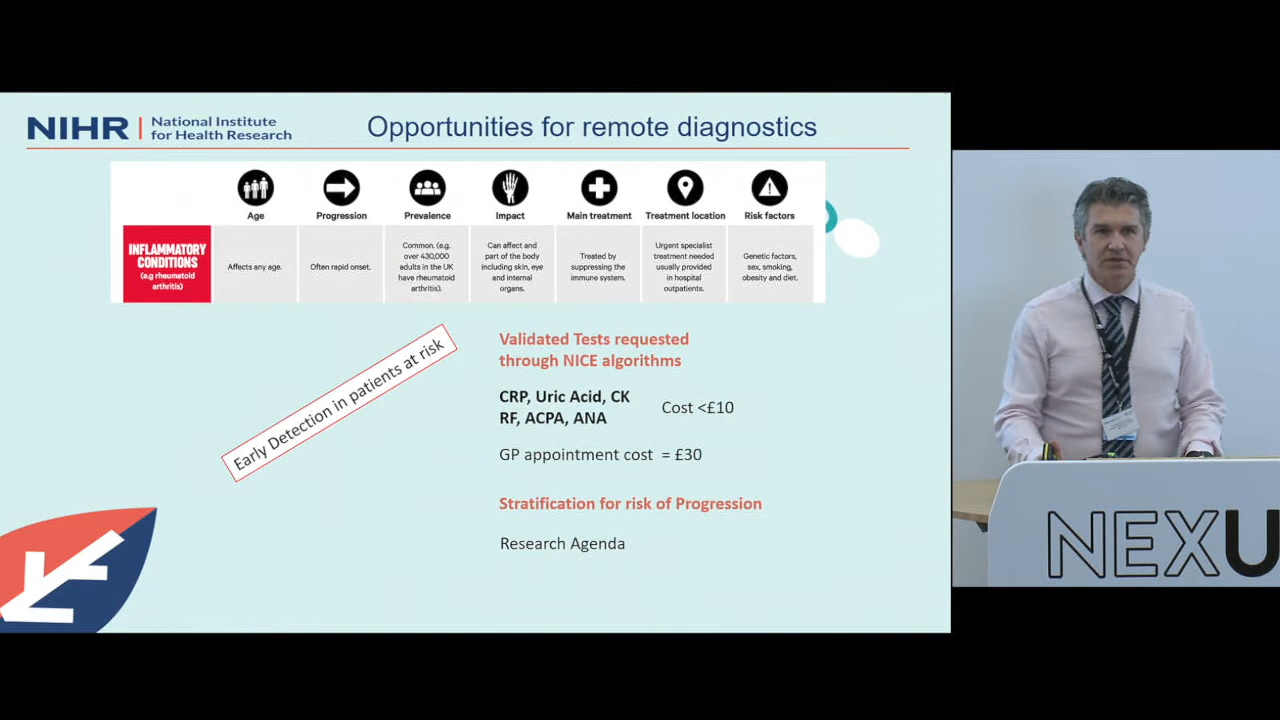 NIHR
National Institute
for Health Research
Opportunities for remote diagnostics
Age
Progression
Prevalence
Impact
Main treatment
Treatment location
Risk factors
INFLAMMATORY
CONDITIONS
(e.g rheumatoid
arthritis)
Affects any age.
Often rapid onset.
Common. (e.g.
over 430,000
adults in the UK
have rheumatoid
arthritis).
Can affect and
part of the body
including skin, eye
and internal
organs.
Treated by
suppressing the
immune system.
Urgent specialist
treatment needed
usually provided
in hospital
outpatients.
Genetic factors,
sex, smoking,
obesity and diet.
Early Detection in patients at risk
Validated Tests requested
through NICE algorithms
CRP, Uric Acid, CK
RF, ACPA, ANA
Cost <£10
GP appointment cost = £30
Stratification for risk of Progression
Research Agenda
NEXU